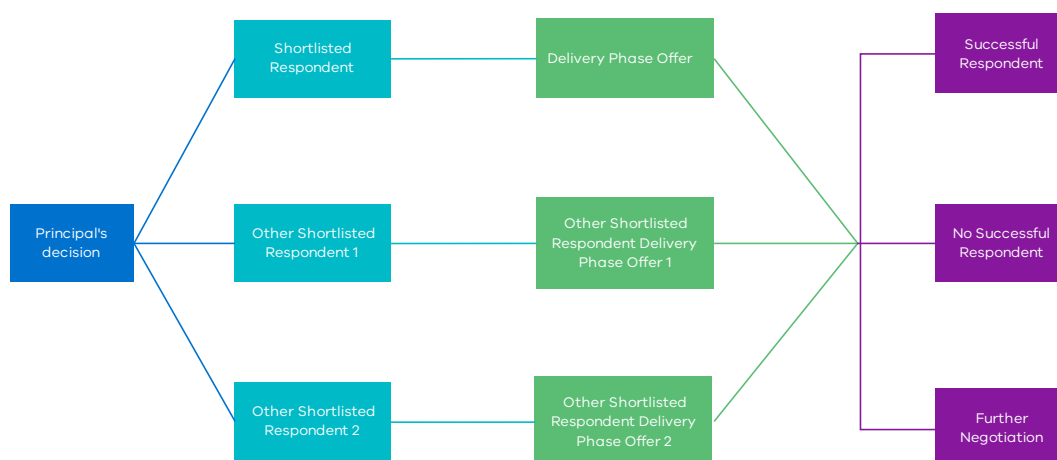 Shortlisted
Respondent
Delivery Phase Offer
Successful
Respondent
Principal's
decision
Other Shortlisted
Respondent 1
Other Shortlisted
Respondent Delivery
Phase Offer 1
No Successful
Respondent
Other Shortlisted
Respondent 2
Other Shortlisted
Respondent Delivery
Phase Offer 2
Further
Negotiation